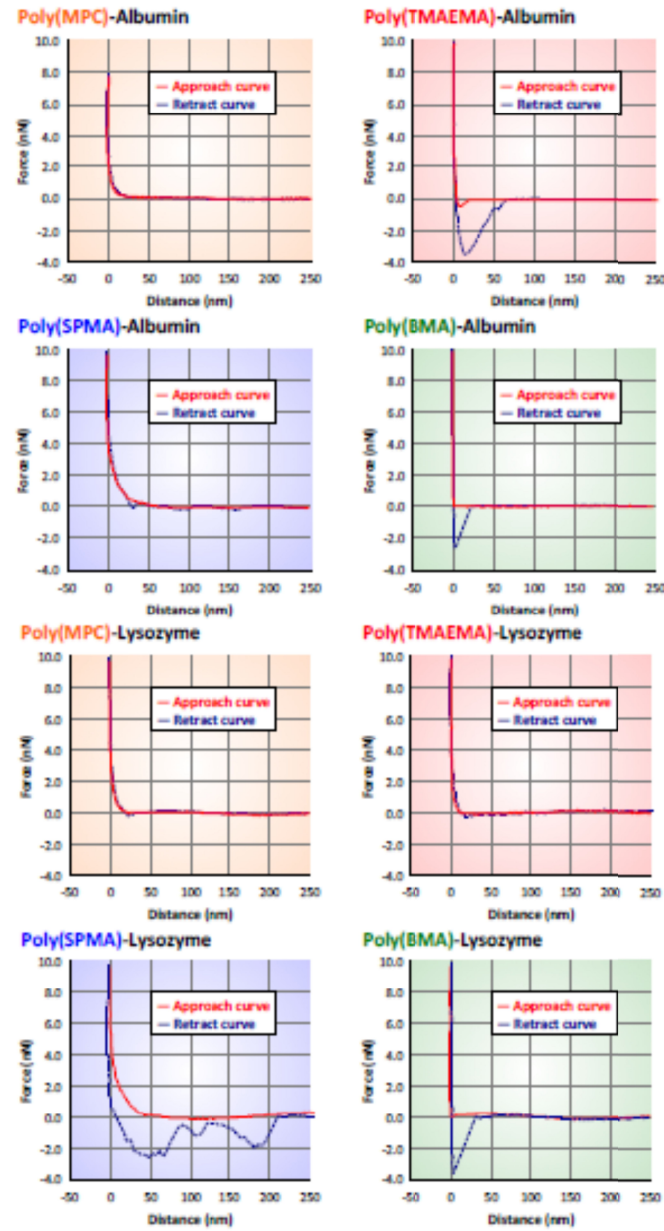 Poly(MPC)-Albumin
10.0
8.0
6.0
4.0
2.0
0.0
-2.0
-4.0
Force (nN)
Approach curve
Retract curve
-50 0 50 100 150 200 250
Distance (nm)
Poly(TMAEMA)-Albumin
10.0
8.0
6.0
4.0
2.0
0.0
-2.0
-4.0
Force (nN)
Approach curve
Retract curve
-50 0 50 100 150 200 250
Distance (nm)
Poly(SPMA)-Albumin
10.0
8.0
6.0
4.0
2.0
0.0
-2.0
-4.0
Force (nN)
Approach curve
Retract curve
-50 0 50 100 150 200 250
Distance (nm)
Poly(BMA)-Albumin
10.0
8.0
6.0
4.0
2.0
0.0
-2.0
-4.0
Force (nN)
Approach curve
Retract curve
-50 0 50 100 150 200 250
Distance (nm)
Poly(MPC)-Lysozyme
10.0
8.0
6.0
4.0
2.0
0.0
-2.0
-4.0
Force (nN)
Approach curve
Retract curve
-50 0 50 100 150 200 250
Distance (nm)
Poly(TMAEMA)-Lysozyme
10.0
8.0
6.0
4.0
2.0
0.0
-2.0
-4.0
Force (nN)
Approach curve
Retract curve
-50 0 50 100 150 200 250
Distance (nm)
Poly(SPMA)-Lysozyme
10.0
8.0
6.0
4.0
2.0
0.0
-2.0
-4.0
Force (nN)
Approach curve
Retract curve
-50 0 50 100 150 200 250
Distance (nm)
Poly(BMA)-Lysozyme
10.0
8.0
6.0
4.0
2.0
0.0
-2.0
-4.0
Force (nN)
Approach curve
Retract curve
-50 0 50 100 150 200 250
Distance (nm)